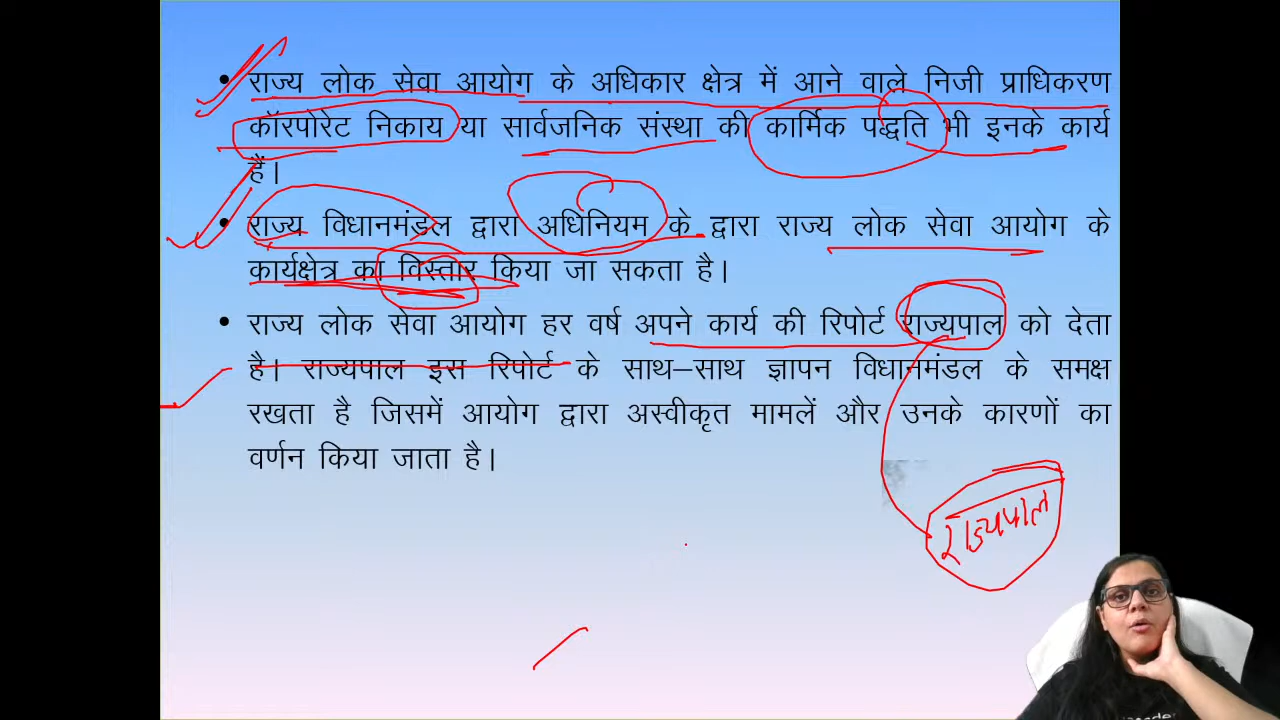 • राज्य लोक सेवा आयोग के अधिकार क्षेत्र में आने वाले निजी प्राधिकरण
कॉरपोरेट निकाय या सार्वजनिक संस्था की कार्मिक पद्धति भी इनके कार्य
हैं।
• राज्य विधानमंडल द्वारा अधिनियम के द्वारा राज्य लोक सेवा आयोग के
कार्यक्षेत्र का विस्तार किया जा सकता है।
• राज्य लोक सेवा आयोग हर वर्ष अपने कार्य की रिपोर्ट राज्यपाल को देता
है। राज्यपाल इस रिपोर्ट के साथ–साथ ज्ञापन विधानमंडल के समक्ष
रखता है जिसमें आयोग द्वारा अस्वीकृत मामलें और उनके कारणों का
वर्णन किया जाता है।
राज्यपाल